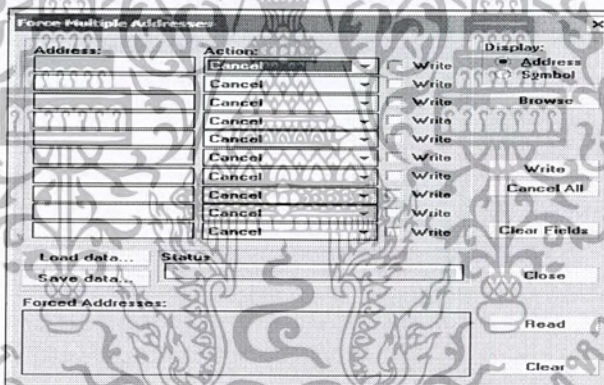 Force Multiple Addresses
Address:
Action:
Display:
Address
Symbol
Cancel
Write
Cancel
Write
Cancel
Write
Cancel
Write
Cancel
Write
Cancel
Write
Cancel
Write
Cancel
Write
Cancel
Write
Cancel
Write
Browse
Write
Cancel All
Clear Fields
Load data...
Save data...
Status
Close
Forced Addresses:
Read
Clear